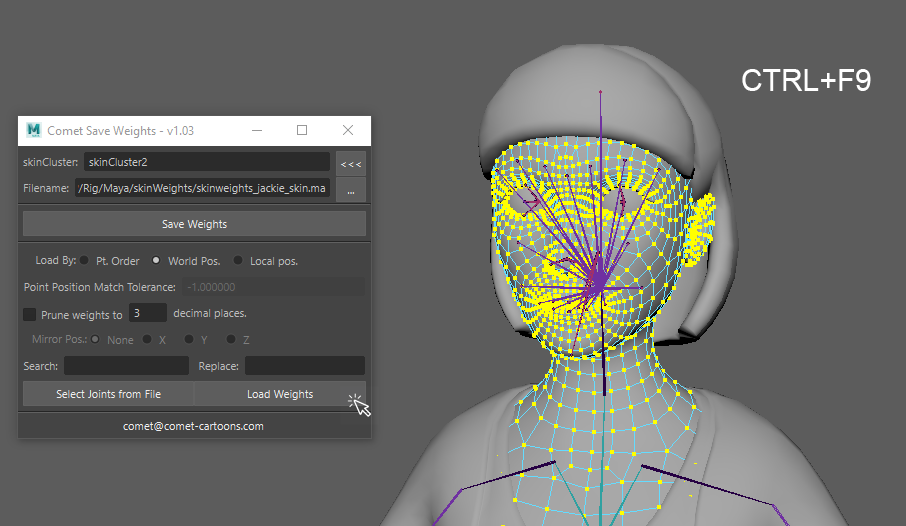 CTRL+F9
Comet Save Weights - v1.03
skinCluster: skinCluster2 <<<
Filename: /Rig/Maya/skinWeights/skinweights_jackie_skin.ma ...
Save Weights
Load By: Pt. Order World Pos. Local pos.
Point Position Match Tolerance: -1.000000
Prune weights to 3 decimal places.
Mirror Pos.: None X Y Z
Search: Replace:
Select Joints from File Load Weights
comet@comet-cartoons.com